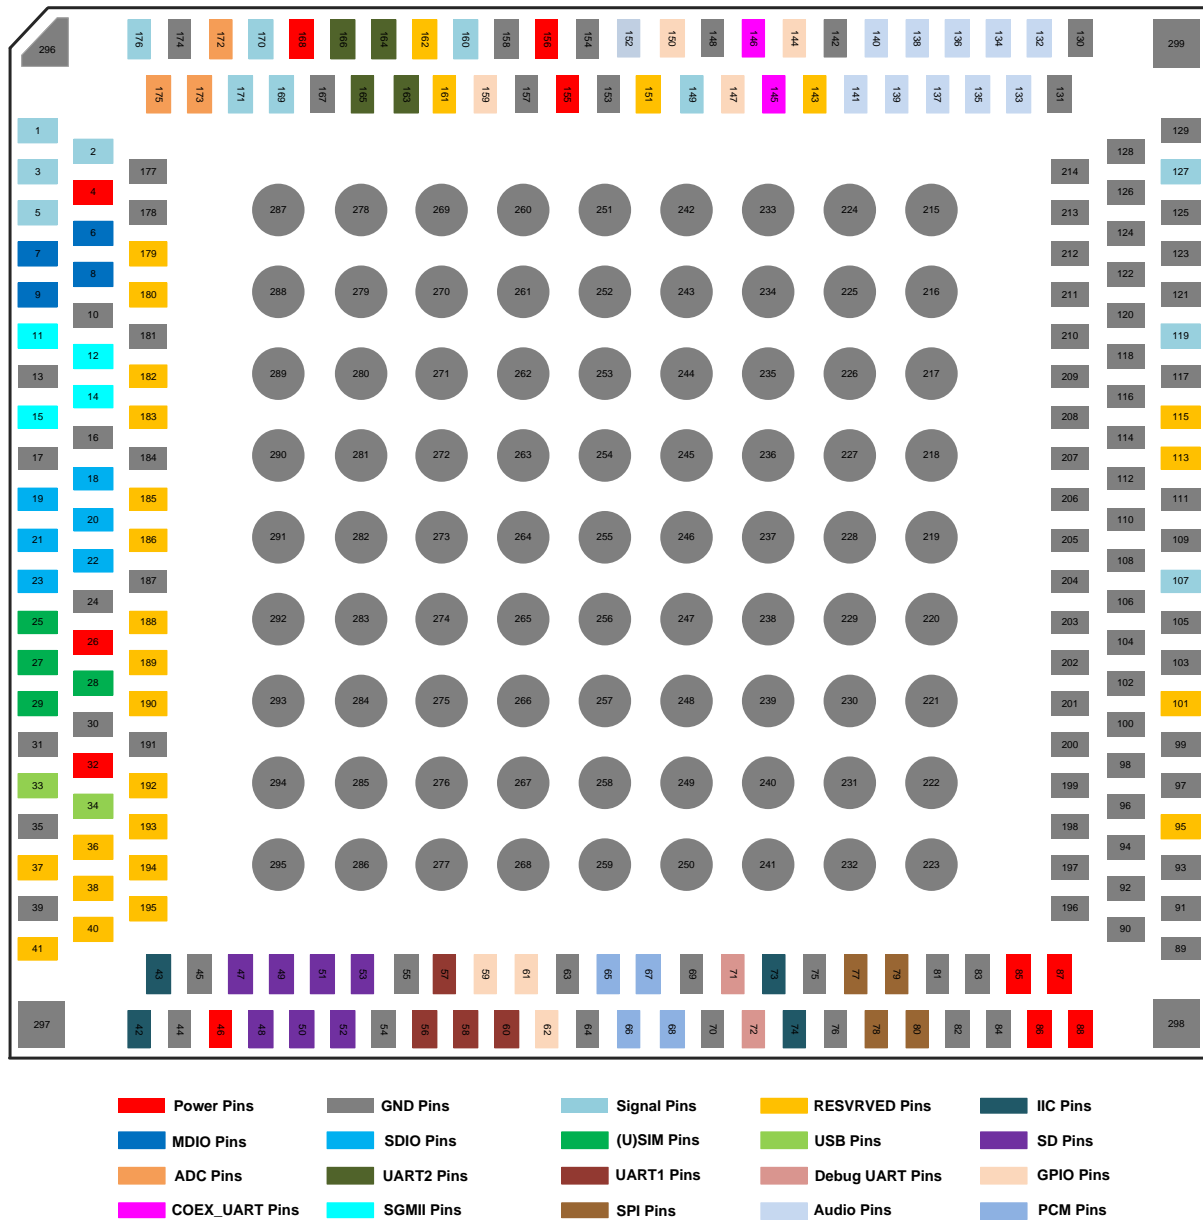 296 176 174 172 170 168 166 164 162 160 158 156 154 152 150 148 146 144 142 140 138 136 134 132 130 299
175 173 171 169 167 165 163 161 159 157 155 153 151 149 147 145 143 141 139 137 135 133 131
1 129
2 128
3 177 214 127
4 126
5 178 287 278 269 260 251 242 233 224 215 213 125
6 124
7 179 212 123
8 122
9 180 288 279 270 261 252 243 234 225 216 211 121
10 120
11 181 210 119
12 118
13 182 289 280 271 262 253 244 235 226 217 209 117
14 116
15 183 208 115
16 114
17 184 290 281 272 263 254 245 236 227 218 207 113
18 112
19 185 206 111
20 110
21 186 291 282 273 264 255 246 237 228 219 205 109
22 108
23 187 204 107
24 106
25 188 292 283 274 265 256 247 238 229 220 203 105
26 104
27 189 202 103
28 102
29 190 293 284 275 266 257 248 239 230 221 201 101
30 100
31 191 200 99
32 98
33 192 294 285 276 267 258 249 240 231 222 199 97
34 96
35 193 198 95
36 94
37 194 295 286 277 268 259 250 241 232 223 197 93
38 92
39 195 196 91
40 90
41 89
43 45 47 49 51 53 55 57 59 61 63 65 67 69 71 73 75 77 79 81 83 85 87
297 42 44 46 48 50 52 54 56 58 60 62 64 66 68 70 72 74 76 78 80 82 84 86 88 298
Power Pins GND Pins Signal Pins RESVRVED Pins IIC Pins
MDIO Pins SDIO Pins (U)SIM Pins USB Pins SD Pins
ADC Pins UART2 Pins UART1 Pins Debug UART Pins GPIO Pins
COEX_UART Pins SGMII Pins SPI Pins Audio Pins PCM Pins